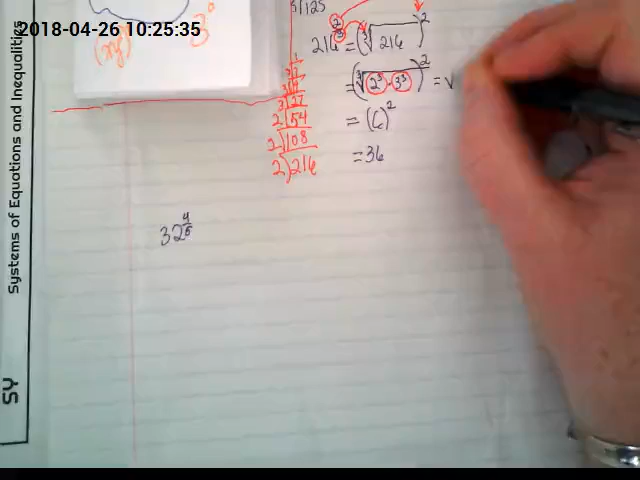 2018-04-26 10:25:35
Systems of Equations and Inequalities
SY
(xy)
3°
5/125
216^(2/3) = (∛216)^2
= (∛(2^3 · 3^3))^2 = √
= (6)^2
= 36
1
3|3
3|9
3|27
2|54
2|108
2|216
32^(4/5)